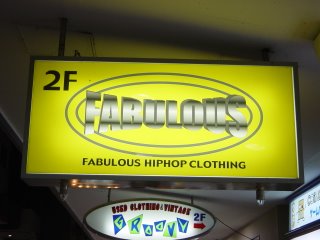 2F
FABULOUS
FABULOUS HIPHOP CLOTHING
USED CLOTHING & VINTAGE
2F